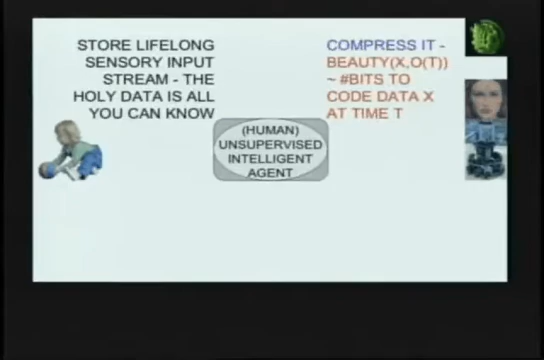 STORE LIFELONG
SENSORY INPUT
STREAM - THE
HOLY DATA IS ALL
YOU CAN KNOW
COMPRESS IT -
BEAUTY(X,O(T))
~ #BITS TO
CODE DATA X
AT TIME T
(HUMAN)
UNSUPERVISED
INTELLIGENT
AGENT